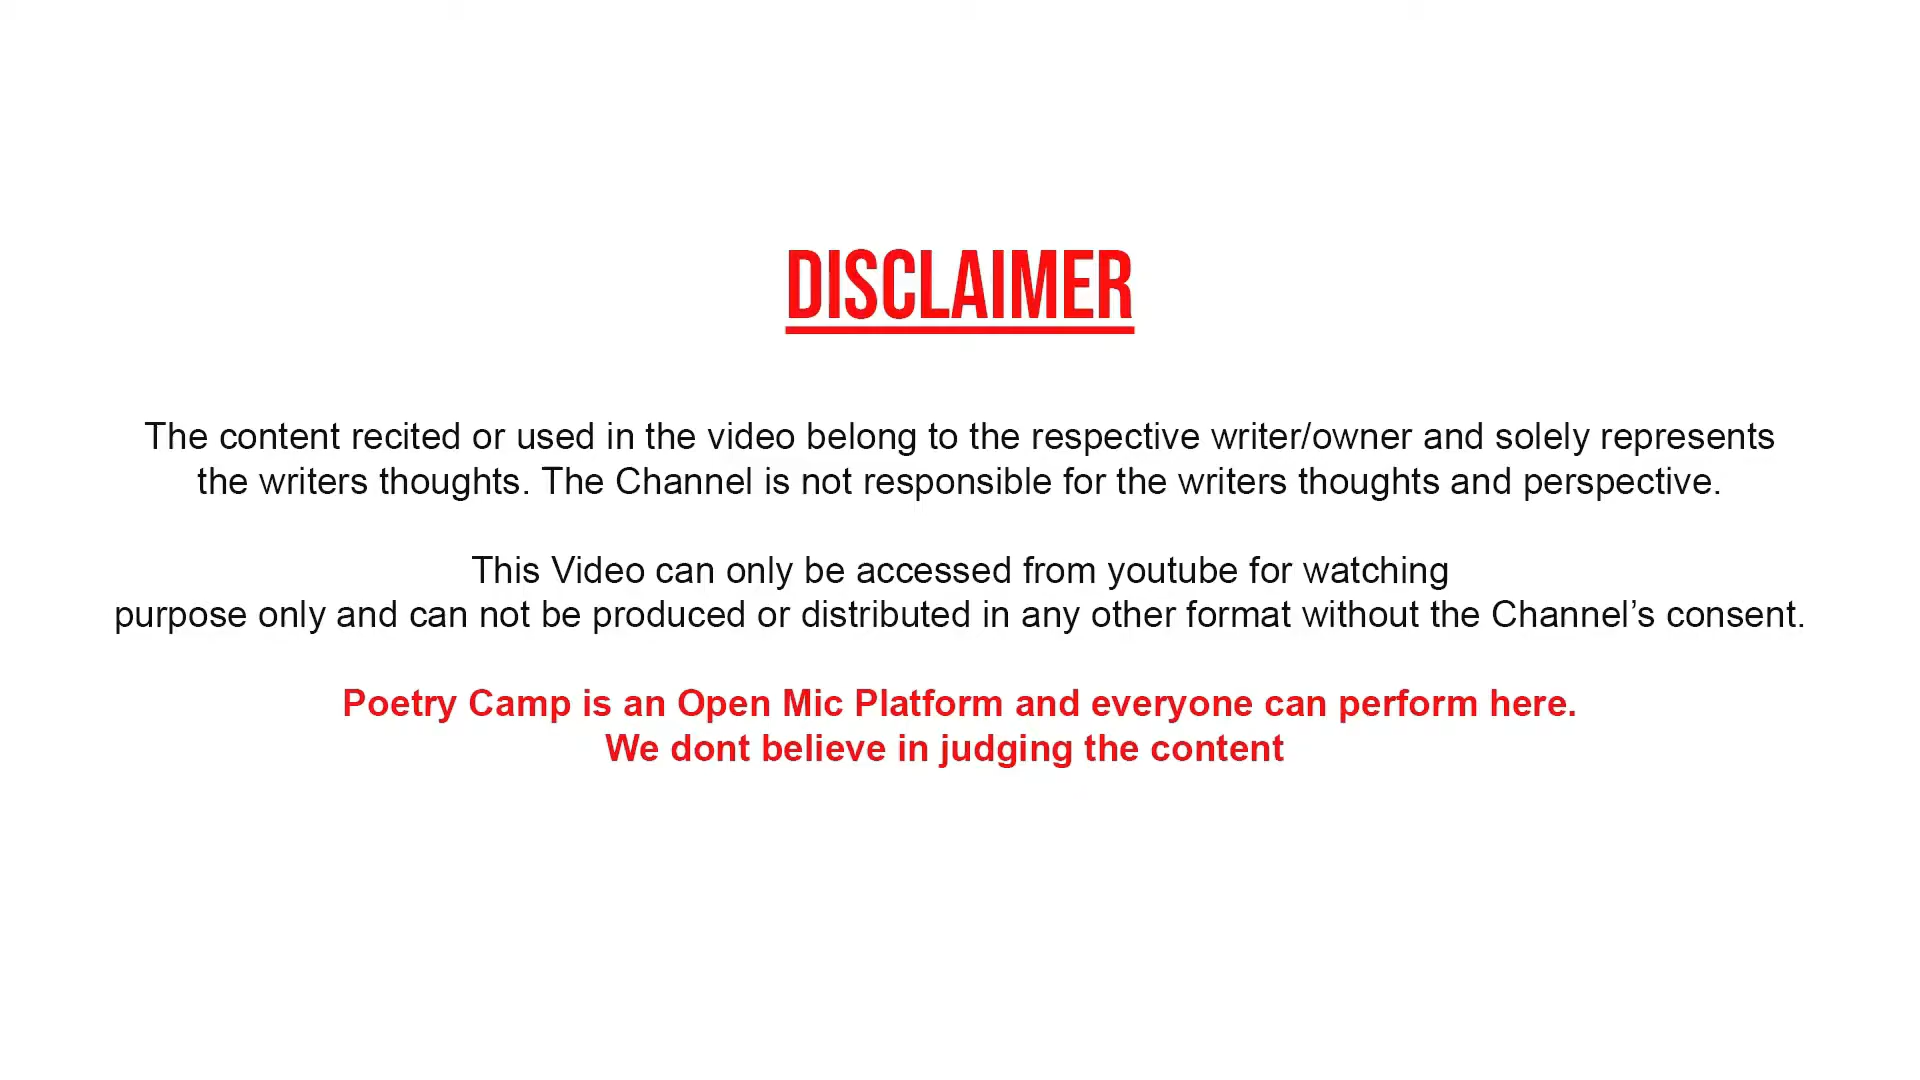 DISCLAIMER
The content recited or used in the video belong to the respective writer/owner and solely represents
the writers thoughts. The Channel is not responsible for the writers thoughts and perspective.
This Video can only be accessed from youtube for watching
purpose only and can not be produced or distributed in any other format without the Channel’s consent.
Poetry Camp is an Open Mic Platform and everyone can perform here.
We dont believe in judging the content